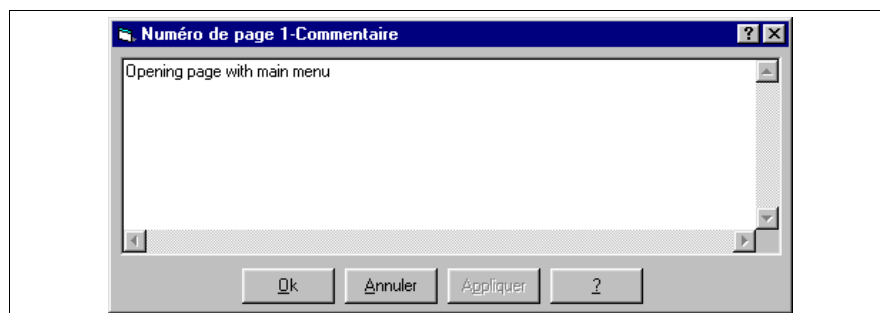 Numéro de page 1-Commentaire ?
Opening page with main menu
Ok Annuler Appliquer ?